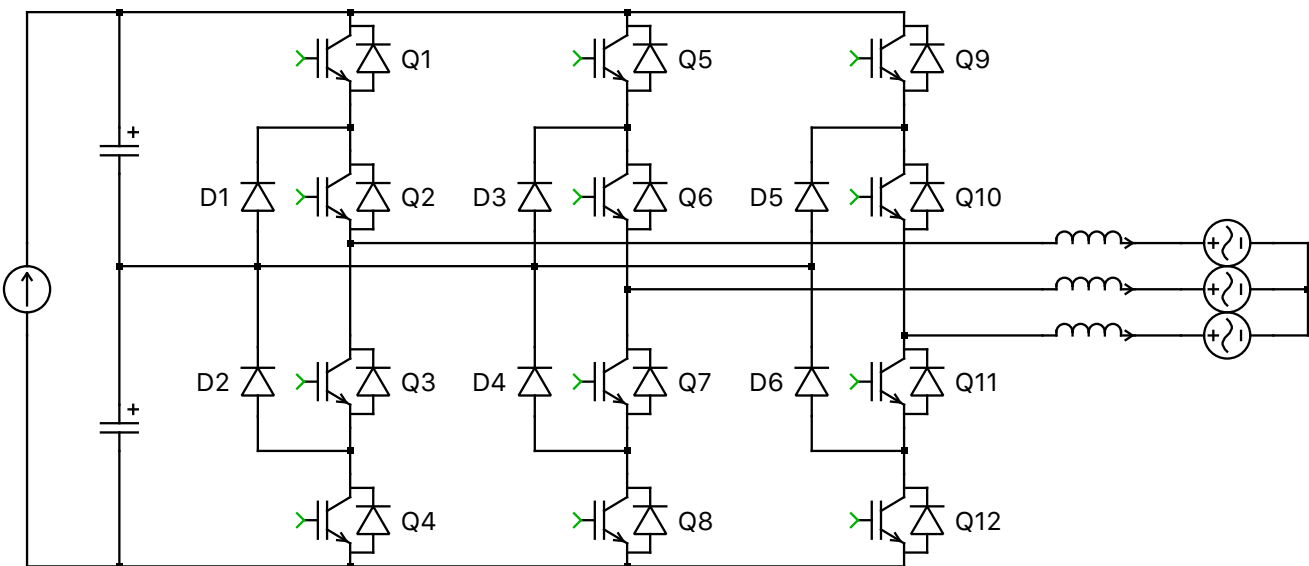 Q1
Q5
Q9
+
D1
Q2
D3
Q6
D5
Q10
+
+
+
+
D2
Q3
D4
Q7
D6
Q11
Q4
Q8
Q12